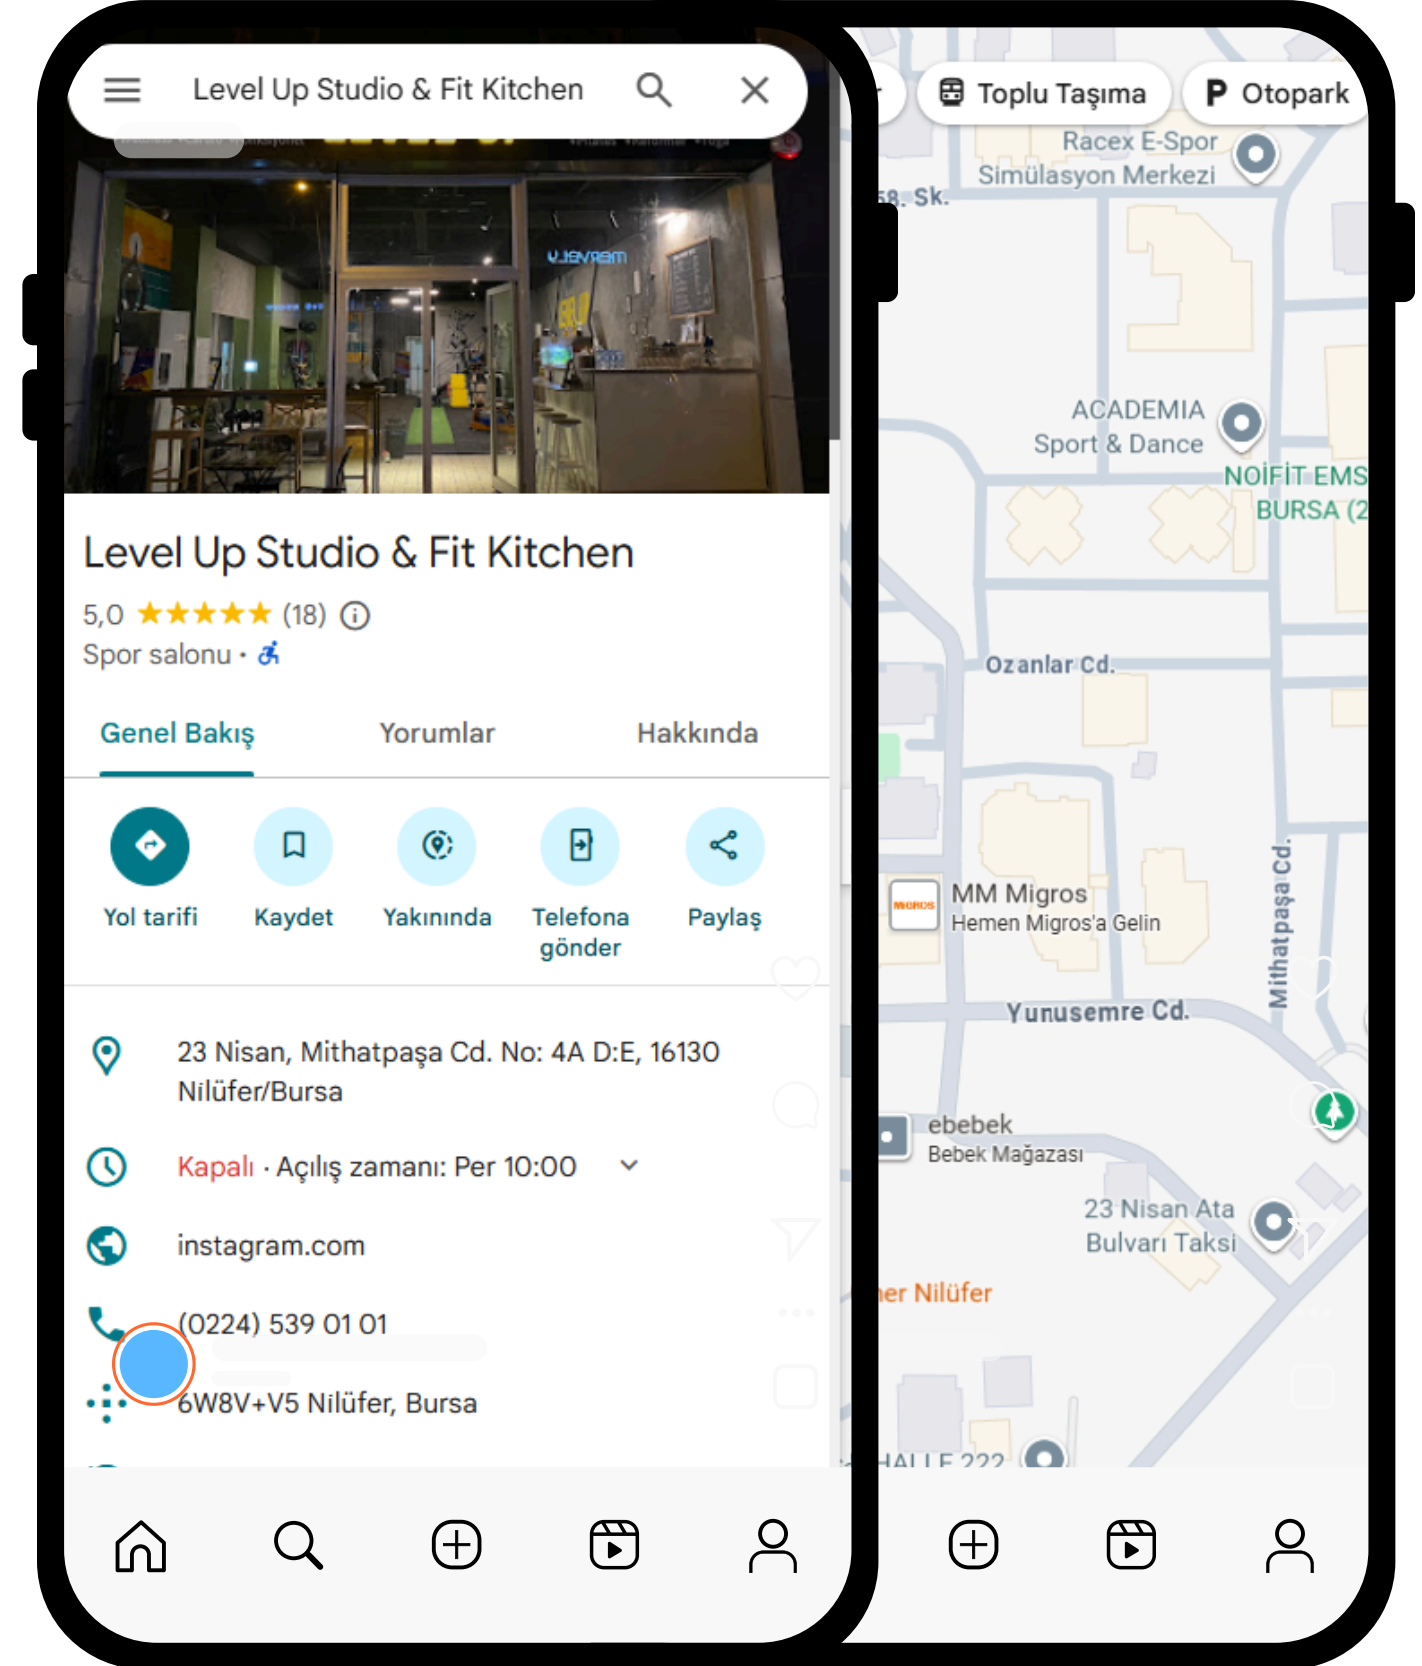 Level Up Studio & Fit Kitchen
Level Up Studio & Fit Kitchen
5,0 (18)
Spor salonu ·
Genel Bakış
Yorumlar
Hakkında
Yol tarifi
Kaydet
Yakınında
Telefona
gönder
Paylaş
23 Nisan, Mithatpaşa Cd. No: 4A D:E, 16130
Nilüfer/Bursa
Kapalı · Açılış zamanı: Per 10:00
instagram.com
(0224) 539 01 01
6W8V+V5 Nilüfer, Bursa
Toplu Taşıma
P Otopark
Racex E-Spor
Simülasyon Merkezi
58. Sk.
ACADEMIA
Sport & Dance
NOİFİT EMS
BURSA (2
Ozanlar Cd.
Mithatpaşa Cd.
MIGROS
MM Migros
Hemen Migros'a Gelin
Yunusemre Cd.
ebebek
Bebek Mağazası
23 Nisan Ata
Bulvarı Taksi
Nilüfer
HALLE 222